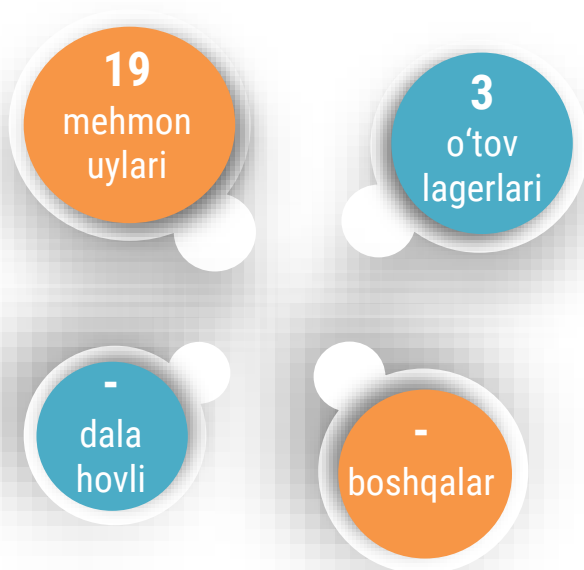 19
mehmon
uylari
3
o‘tov
lagerlari
-
dala
hovli
-
boshqalar